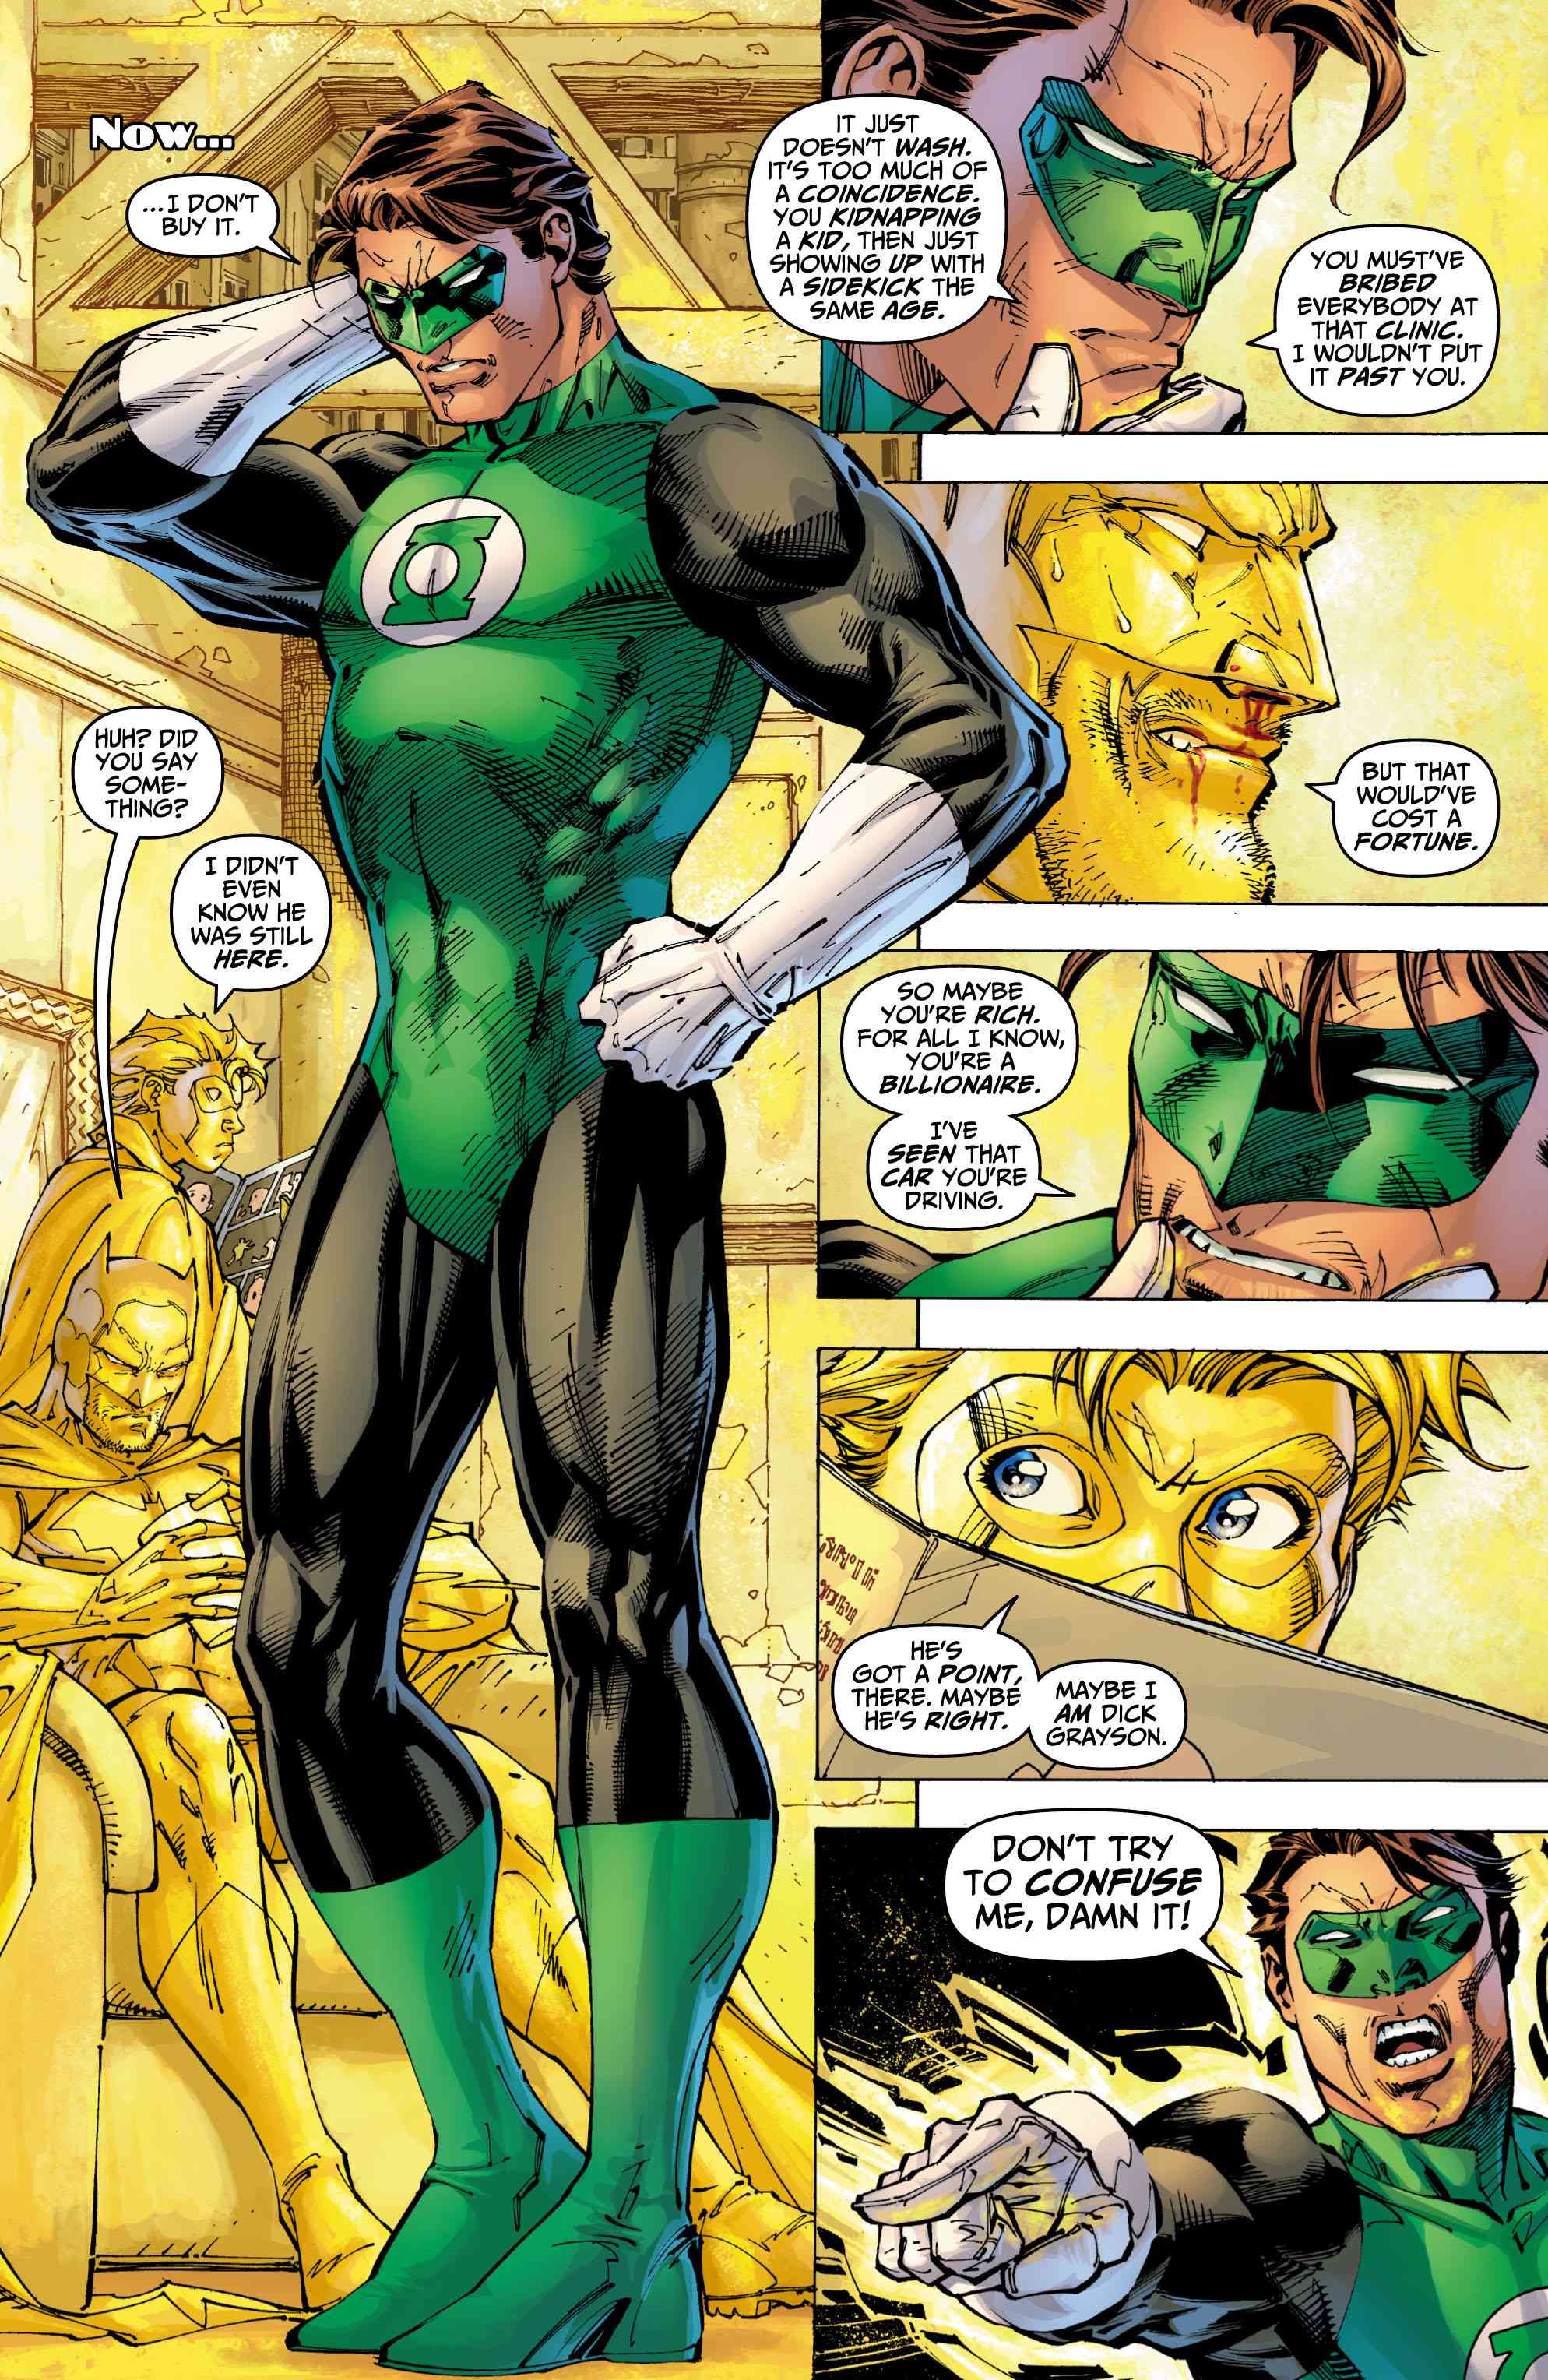 NOW...
...I DON'T
BUY IT.
HUH? DID
YOU SAY
SOME-
THING?
I DIDN'T
EVEN
KNOW HE
WAS STILL
HERE.
IT JUST
DOESN'T WASH.
IT'S TOO MUCH OF
A COINCIDENCE.
YOU KIDNAPPING
A KID, THEN JUST
SHOWING UP WITH
A SIDEKICK THE
SAME AGE.
YOU MUST'VE
BRIBED
EVERYBODY AT
THAT CLINIC.
I WOULDN'T PUT
IT PAST YOU.
BUT THAT
WOULD'VE
COST A
FORTUNE.
SO MAYBE
YOU'RE RICH.
FOR ALL I KNOW,
YOU'RE A
BILLIONAIRE.
I'VE
SEEN THAT
CAR YOU'RE
DRIVING.
HE'S
GOT A POINT,
THERE. MAYBE
HE'S RIGHT.
MAYBE I
AM DICK
GRAYSON.
DON'T TRY
TO CONFUSE
ME, DAMN IT!